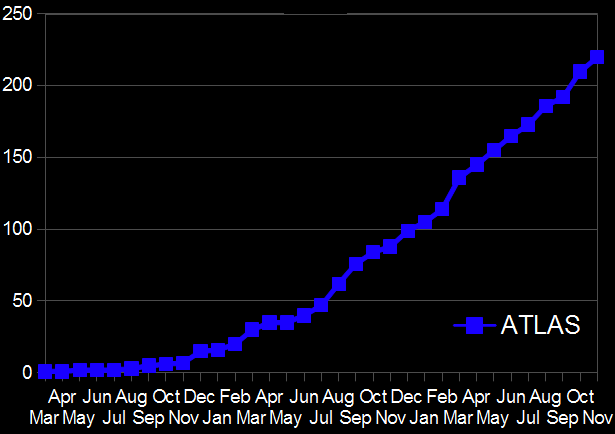 250
200
150
100
50
0
ATLAS
Apr Jun Aug Oct Dec Feb Apr Jun Aug Oct Dec Feb Apr Jun Aug Oct
Mar May Jul Sep Nov Jan Mar May Jul Sep Nov Jan Mar May Jul Sep Nov